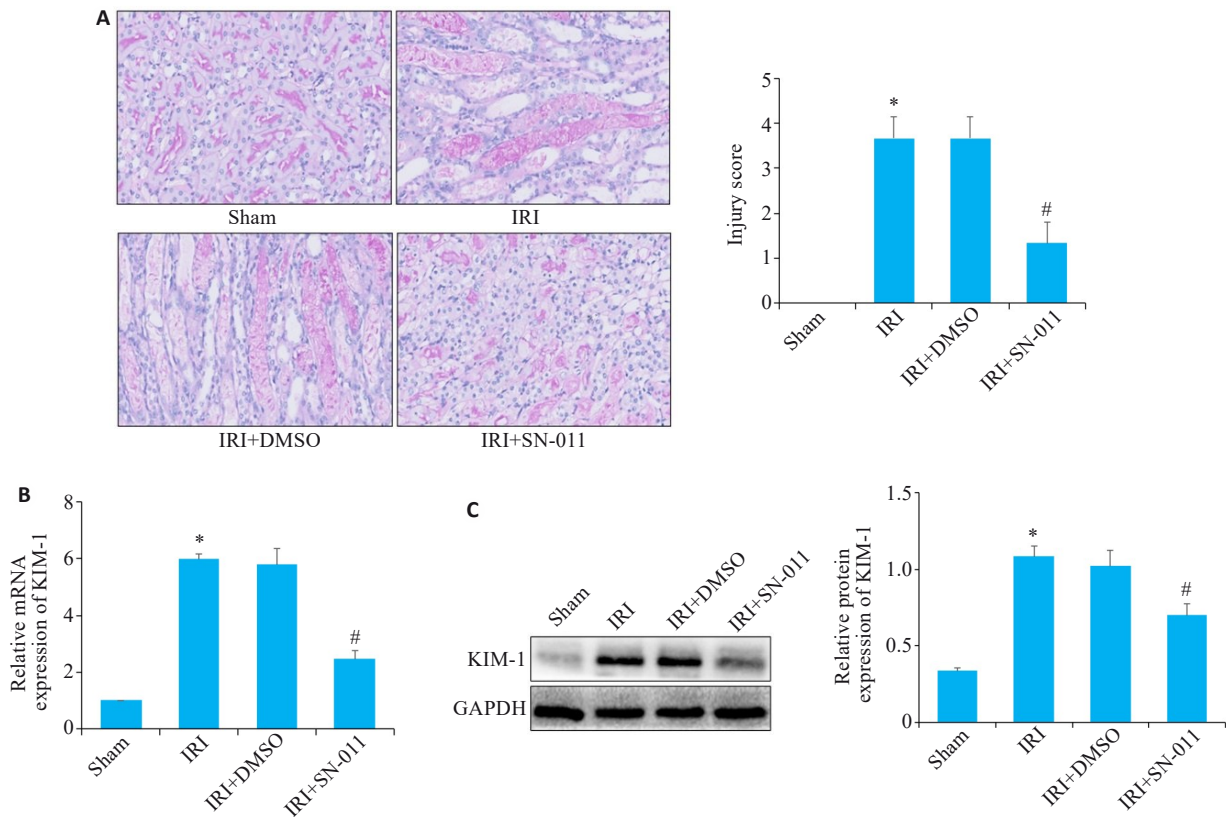 A
Sham
IRI
IRI+DMSO
IRI+SN-011
Injury score
5
4
3
2
1
0
*
#
Sham
IRI
IRI+DMSO
IRI+SN-011
B
Relative mRNA
expression of KIM-1
8
6
4
2
0
*
#
Sham
IRI
IRI+DMSO
IRI+SN-011
C
Sham
IRI
IRI+DMSO
IRI+SN-011
KIM-1
GAPDH
Relative protein
expression of KIM-1
1.5
1.0
0.5
0
*
#
Sham
IRI
IRI+DMSO
IRI+SN-011